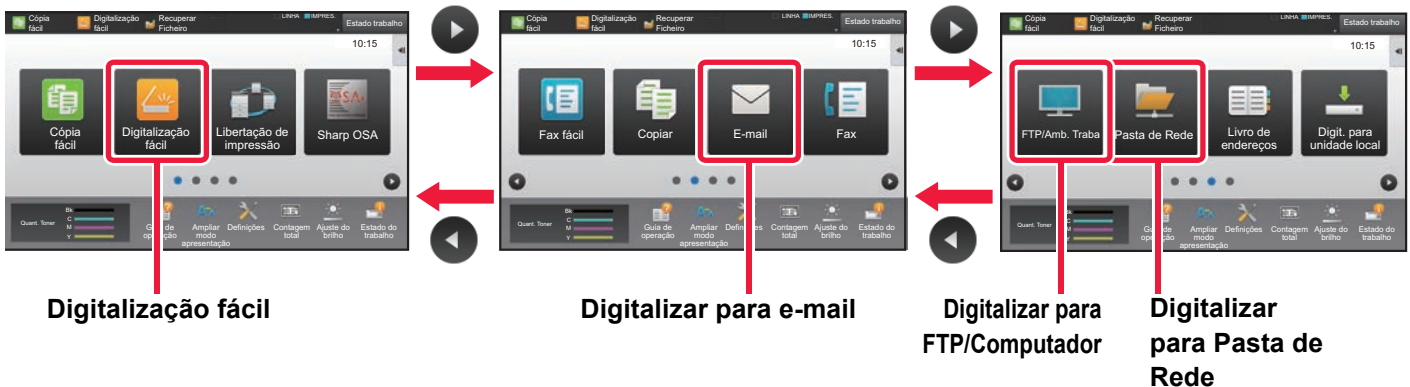 Cópia
fácil
Digitalização
fácil
Recuperar
Ficheiro
LINHA IMPRES.
Estado trabalho
10:15
Cópia
fácil
Digitalização
fácil
Libertação de
impressão
Sharp OSA
Quant. Toner
Bk
C
M
Y
Guia de
operação
Ampliar
modo
apresentação
Definições
Contagem
total
Ajuste do
brilho
Estado do
trabalho
Digitalização fácil
Cópia
fácil
Digitalização
fácil
Recuperar
Ficheiro
LINHA IMPRES.
Estado trabalho
10:15
Fax fácil
Copiar
E-mail
Fax
Quant. Toner
Bk
C
M
Y
Guia de
operação
Ampliar
modo
apresentação
Definições
Contagem
total
Ajuste do
brilho
Estado do
trabalho
Digitalizar para e-mail
Cópia
fácil
Digitalização
fácil
Recuperar
Ficheiro
LINHA IMPRES.
Estado trabalho
10:15
FTP/Amb. Traba
Pasta de Rede
Livro de
endereços
Digit. para
unidade local
Quant. Toner
Bk
C
M
Y
Guia de
operação
Ampliar
modo
apresentação
Definições
Contagem
total
Ajuste do
brilho
Estado do
trabalho
Digitalizar para
FTP/Computador
Digitalizar
para Pasta de
Rede